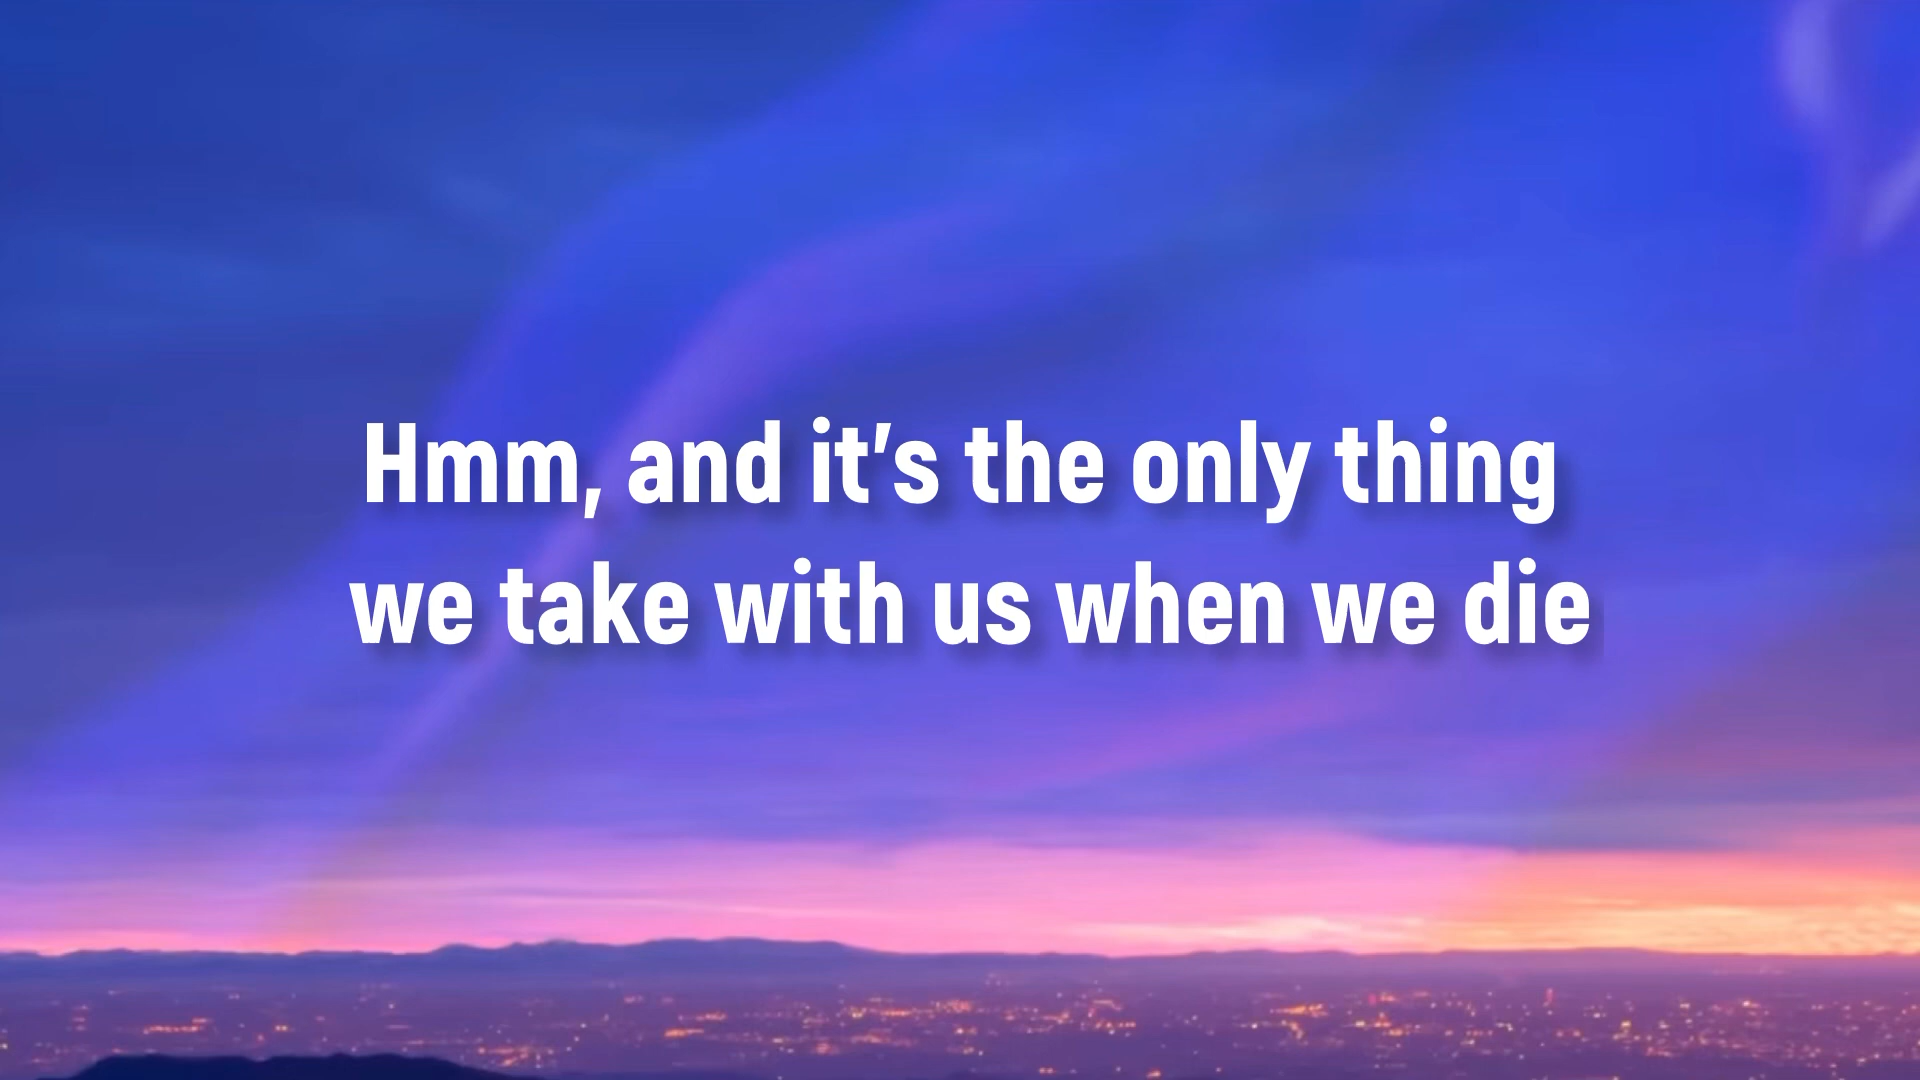 Hmm, and it's the only thing
we take with us when we die